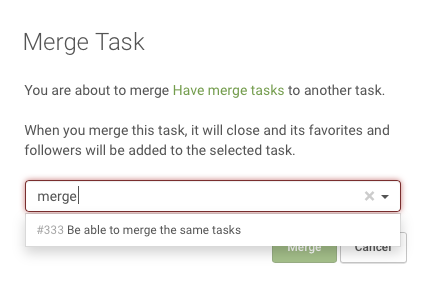 Merge Task
You are about to merge Have merge tasks to another task.
When you merge this task, it will close and its favorites and
followers will be added to the selected task.
merge
#333 Be able to merge the same tasks
Merge
Cancel